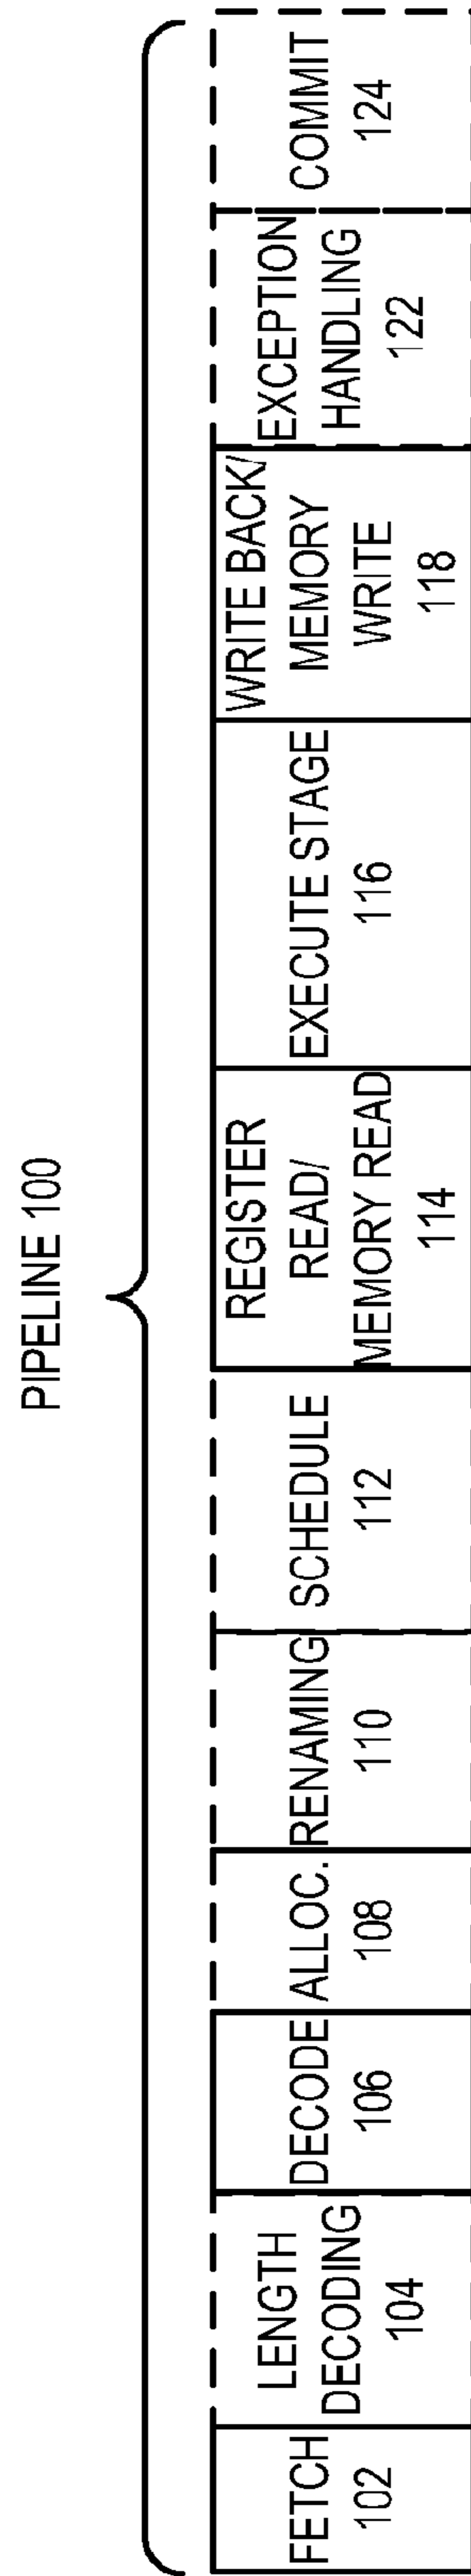 PIPELINE 100
FETCH
102
LENGTH
DECODING
104
DECODE
106
ALLOC.
108
RENAMING
110
SCHEDULE
112
REGISTER
READ/
MEMORY READ
114
EXECUTE STAGE
116
WRITE BACK/
MEMORY
WRITE
118
EXCEPTION
HANDLING
122
COMMIT
124